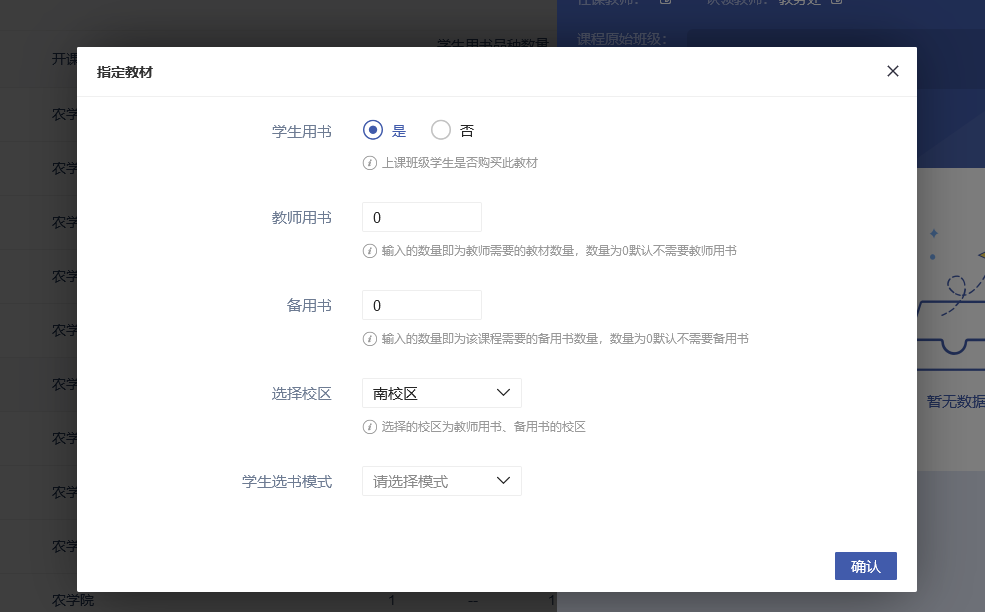 课程原始班级：
学生用书品种数量
开课
指定教材
农学
学生用书
是
否
上课班级学生是否购买此教材
农学
教师用书
0
农学
输入的数量即为教师需要的教材数量，数量为0默认不需要教师用书
农学
备用书
0
农学
输入的数量即为该课程需要的备用书数量，数量为0默认不需要备用书
农学
选择校区
南校区
暂无数据
选择的校区为教师用书、备用书的校区
农学
学生选书模式
请选择模式
农学
农学
确认
农学院
1
--
1